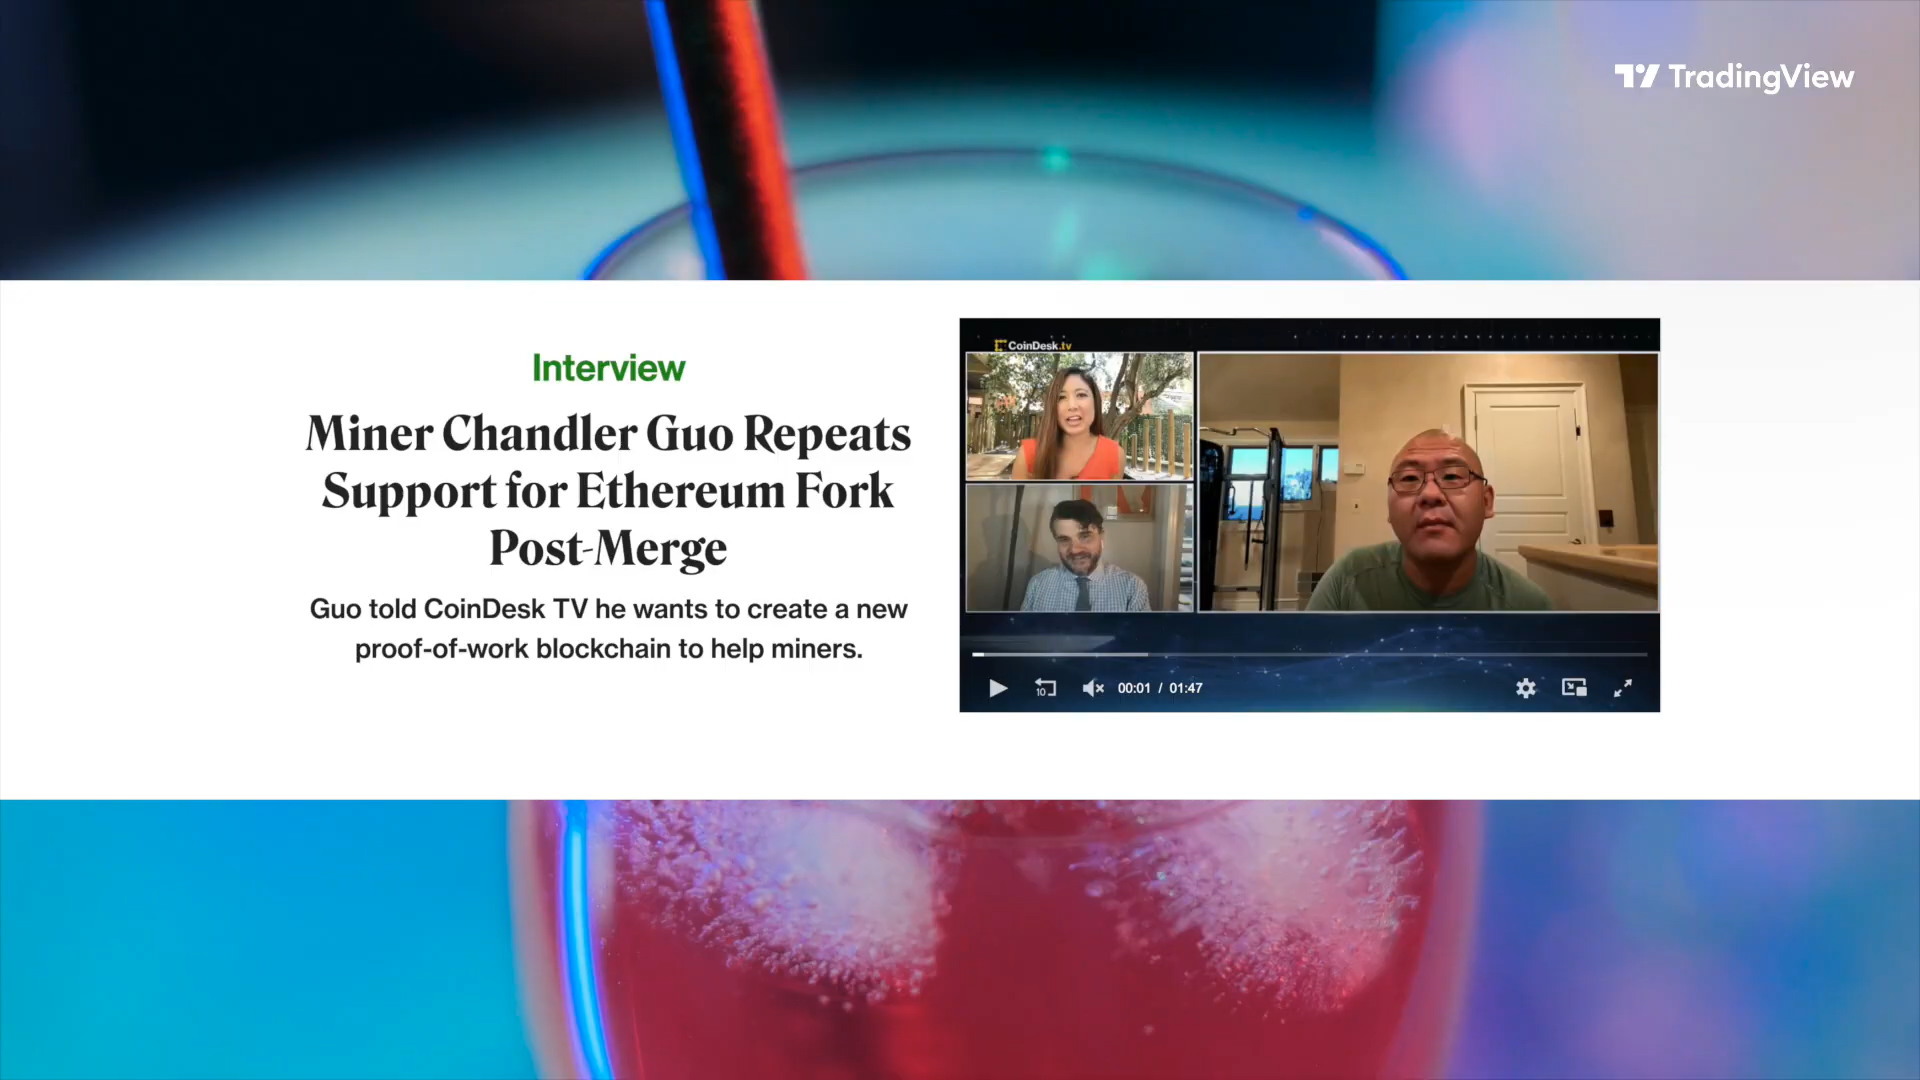 TradingView
Interview
Miner Chandler Guo Repeats
Support for Ethereum Fork
Post-Merge
Guo told CoinDesk TV he wants to create a new
proof-of-work blockchain to help miners.
CoinDesk.tv
10
00:01 / 01:47